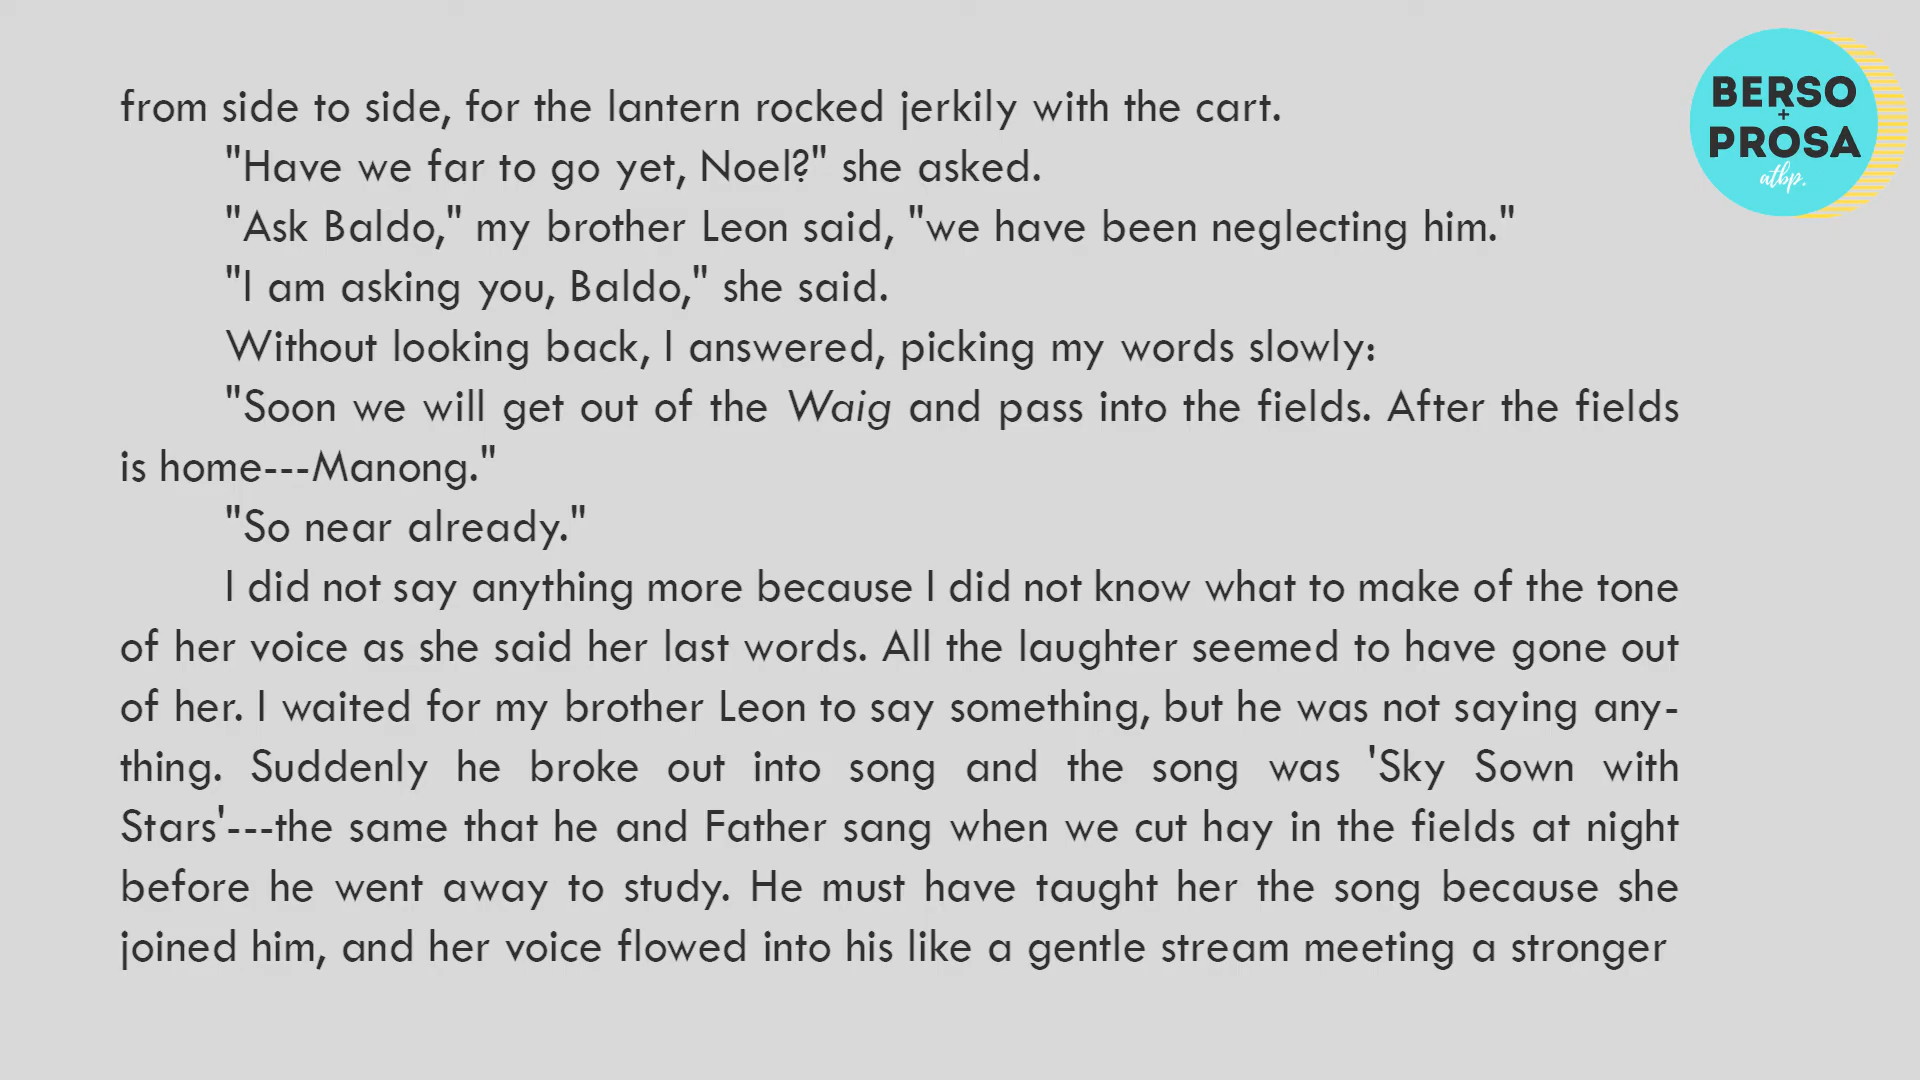 from side to side, for the lantern rocked jerkily with the cart.
"Have we far to go yet, Noel?" she asked.
"Ask Baldo," my brother Leon said, "we have been neglecting him."
"I am asking you, Baldo," she said.
Without looking back, I answered, picking my words slowly:
"Soon we will get out of the Waig and pass into the fields. After the fields
is home---Manong."
"So near already."
I did not say anything more because I did not know what to make of the tone
of her voice as she said her last words. All the laughter seemed to have gone out
of her. I waited for my brother Leon to say something, but he was not saying any-
thing. Suddenly he broke out into song and the song was 'Sky Sown with
Stars'---the same that he and Father sang when we cut hay in the fields at night
before he went away to study. He must have taught her the song because she
joined him, and her voice flowed into his like a gentle stream meeting a stronger
BERSO
+
PROSA
atbp.